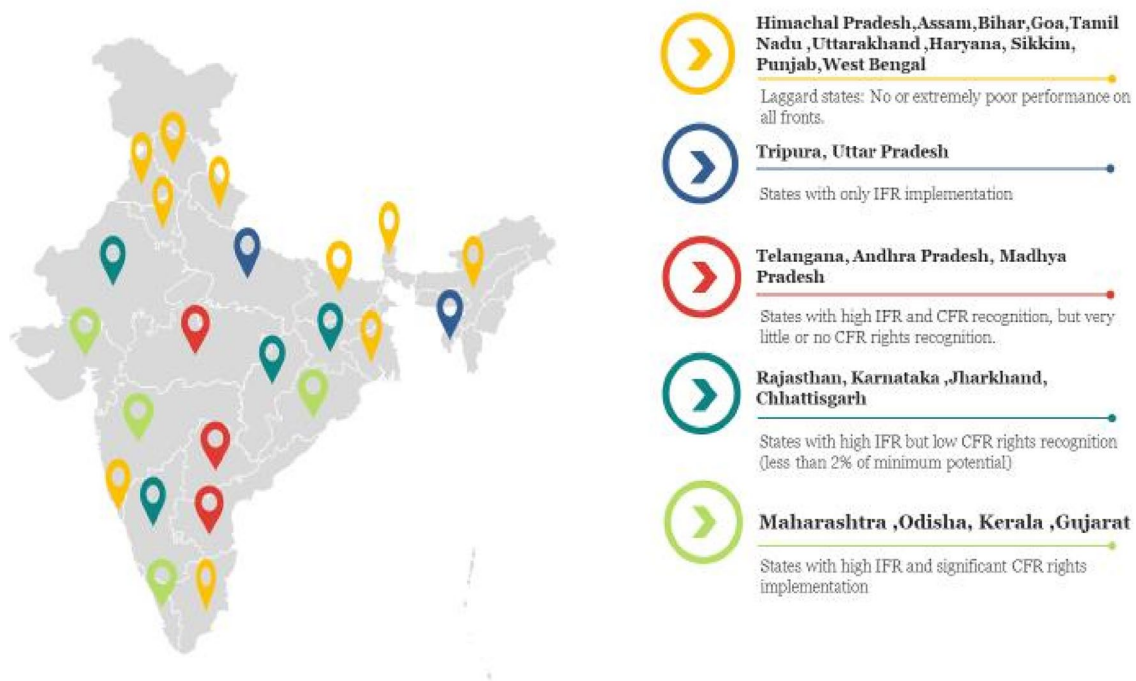 Himachal Pradesh,Assam,Bihar,Goa,Tamil
Nadu ,Uttarakhand ,Haryana, Sikkim,
Punjab,West Bengal
Laggard states: No or extremely poor performance on
all fronts.
Tripura, Uttar Pradesh
States with only IFR implementation
Telangana, Andhra Pradesh, Madhya
Pradesh
States with high IFR and CFR recognition, but very
little or no CFR rights recognition.
Rajasthan, Karnataka ,Jharkhand,
Chhattisgarh
States with high IFR but low CFR rights recognition
(less than 2% of minimum potential)
Maharashtra ,Odisha, Kerala ,Gujarat
States with high IFR and significant CFR rights
implementation